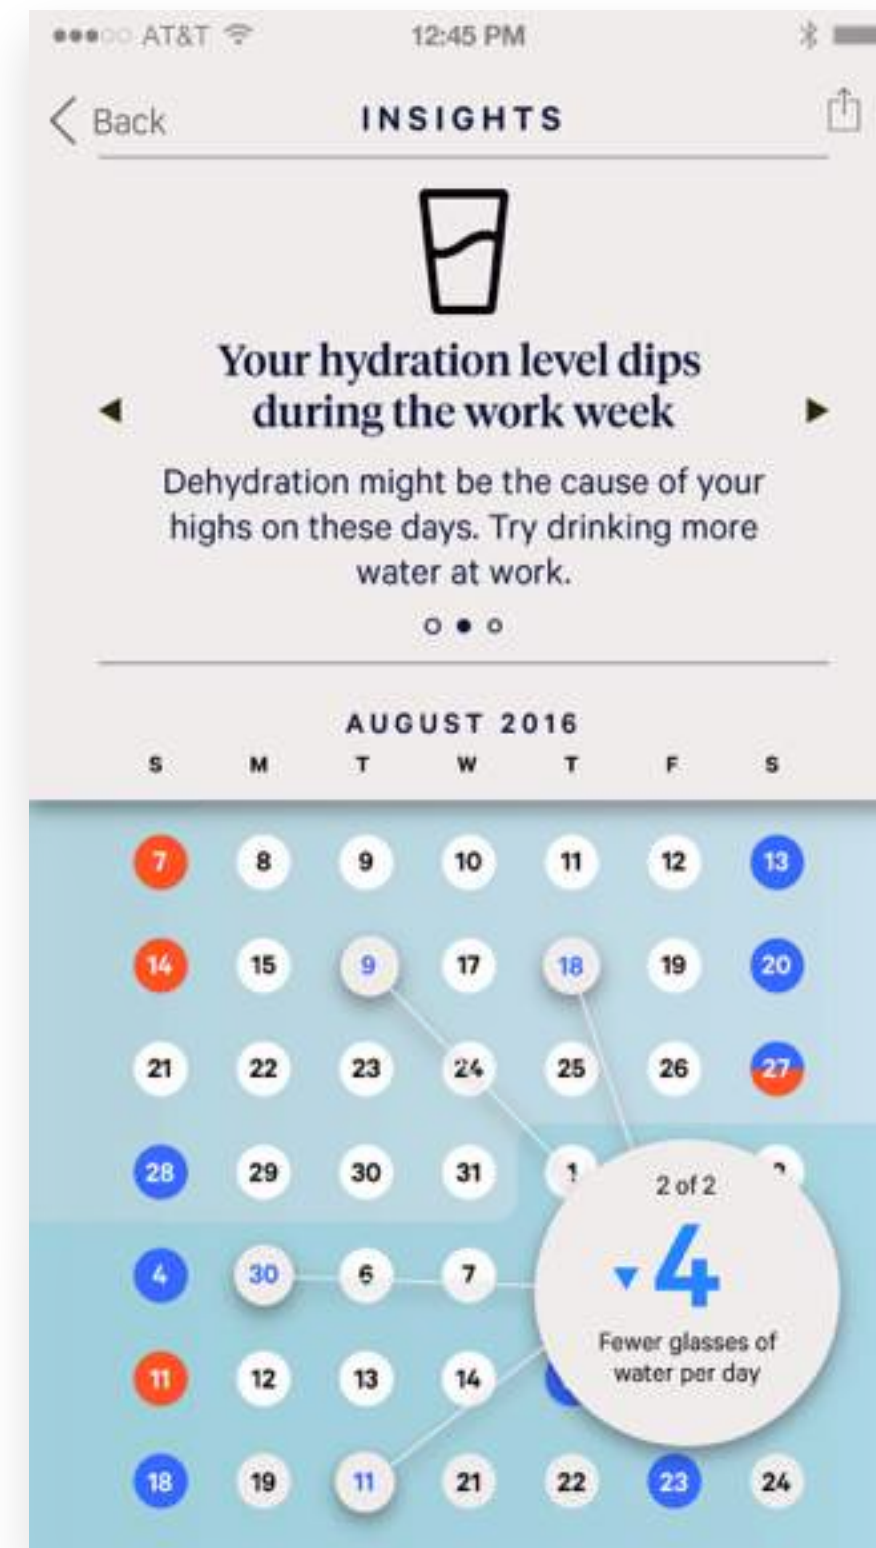 AT&T 12:45 PM
Back INSIGHTS
Your hydration level dips
during the work week
Dehydration might be the cause of your
highs on these days. Try drinking more
water at work.
AUGUST 2016
S M T W T F S
7 8 9 10 11 12 13
14 15 9 17 18 19 20
21 22 23 24 25 26 27
28 29 30 31 1
2 of 2
4 30 6 7
4
Fewer glasses of
water per day
11 12 13 14
18 19 11 21 22 23 24